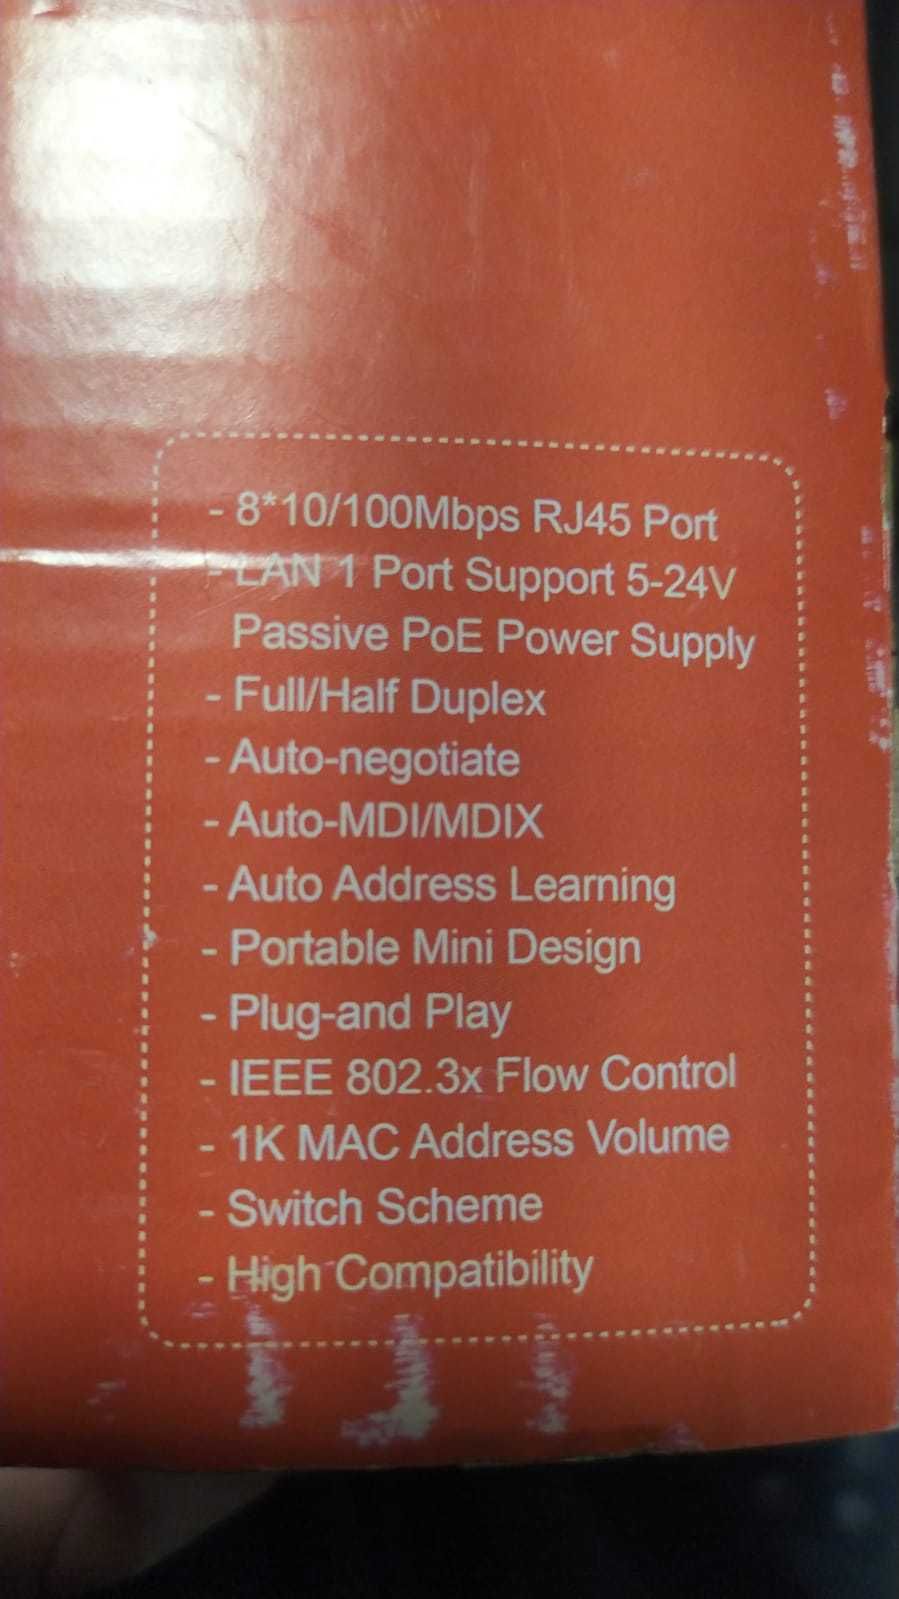 - 8*10/100Mbps RJ45 Port
- LAN 1 Port Support 5-24V
Passive PoE Power Supply
- Full/Half Duplex
- Auto-negotiate
- Auto-MDI/MDIX
- Auto Address Learning
- Portable Mini Design
- Plug-and Play
- IEEE 802.3x Flow Control
- 1K MAC Address Volume
- Switch Scheme
- High Compatibility